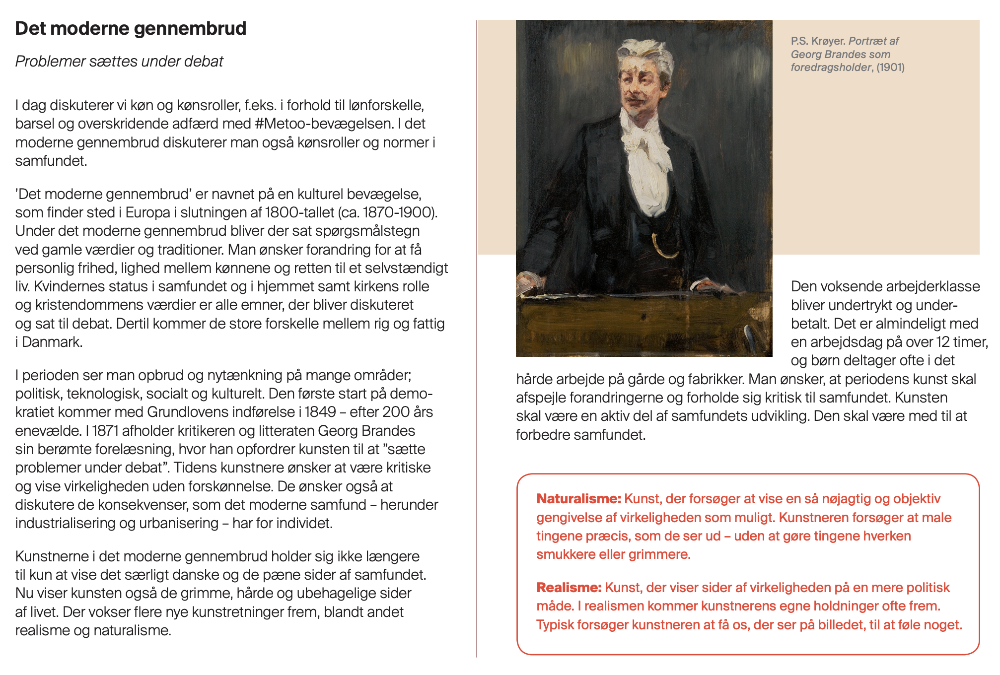 Det moderne gennembrud
Problemer sættes under debat
I dag diskuterer vi køn og kønsroller, f.eks. i forhold til lønforskelle,
barsel og overskridende adfærd med #Metoo-bevægelsen. I det
moderne gennembrud diskuterer man også kønsroller og normer i
samfundet.
’Det moderne gennembrud’ er navnet på en kulturel bevægelse,
som finder sted i Europa i slutningen af 1800-tallet (ca. 1870-1900).
Under det moderne gennembrud bliver der sat spørgsmålstegn
ved gamle værdier og traditioner. Man ønsker forandring for at få
personlig frihed, lighed mellem kønnene og retten til et selvstændigt
liv. Kvindernes status i samfundet og i hjemmet samt kirkens rolle
og kristendommens værdier er alle emner, der bliver diskuteret
og sat til debat. Dertil kommer de store forskelle mellem rig og fattig
i Danmark.
I perioden ser man opbrud og nytænkning på mange områder;
politisk, teknologisk, socialt og kulturelt. Den første start på demo-
kratiet kommer med Grundlovens indførelse i 1849 – efter 200 års
enevælde. I 1871 afholder kritikeren og litteraten Georg Brandes
sin berømte forelæsning, hvor han opfordrer kunsten til at ”sætte
problemer under debat”. Tidens kunstnere ønsker at være kritiske
og vise virkeligheden uden forskønnelse. De ønsker også at
diskutere de konsekvenser, som det moderne samfund – herunder
industrialisering og urbanisering – har for individet.
Kunstnerne i det moderne gennembrud holder sig ikke længere
til kun at vise det særligt danske og de pæne sider af samfundet.
Nu viser kunsten også de grimme, hårde og ubehagelige sider
af livet. Der vokser flere nye kunstretninger frem, blandt andet
realisme og naturalisme.
P.S. Krøyer. Portræt af
Georg Brandes som
foredragsholder, (1901)
Den voksende arbejderklasse
bliver undertrykt og under-
betalt. Det er almindeligt med
en arbejdsdag på over 12 timer,
og børn deltager ofte i det
hårde arbejde på gårde og fabrikker. Man ønsker, at periodens kunst skal
afspejle forandringerne og forholde sig kritisk til samfundet. Kunsten
skal være en aktiv del af samfundets udvikling. Den skal være med til at
forbedre samfundet.
Naturalisme: Kunst, der forsøger at vise en så nøjagtig og objektiv
gengivelse af virkeligheden som muligt. Kunstneren forsøger at male
tingene præcis, som de ser ud – uden at gøre tingene hverken
smukkere eller grimmere.
Realisme: Kunst, der viser sider af virkeligheden på en mere politisk
måde. I realismen kommer kunstnerens egne holdninger ofte frem.
Typisk forsøger kunstneren at få os, der ser på billedet, til at føle noget.